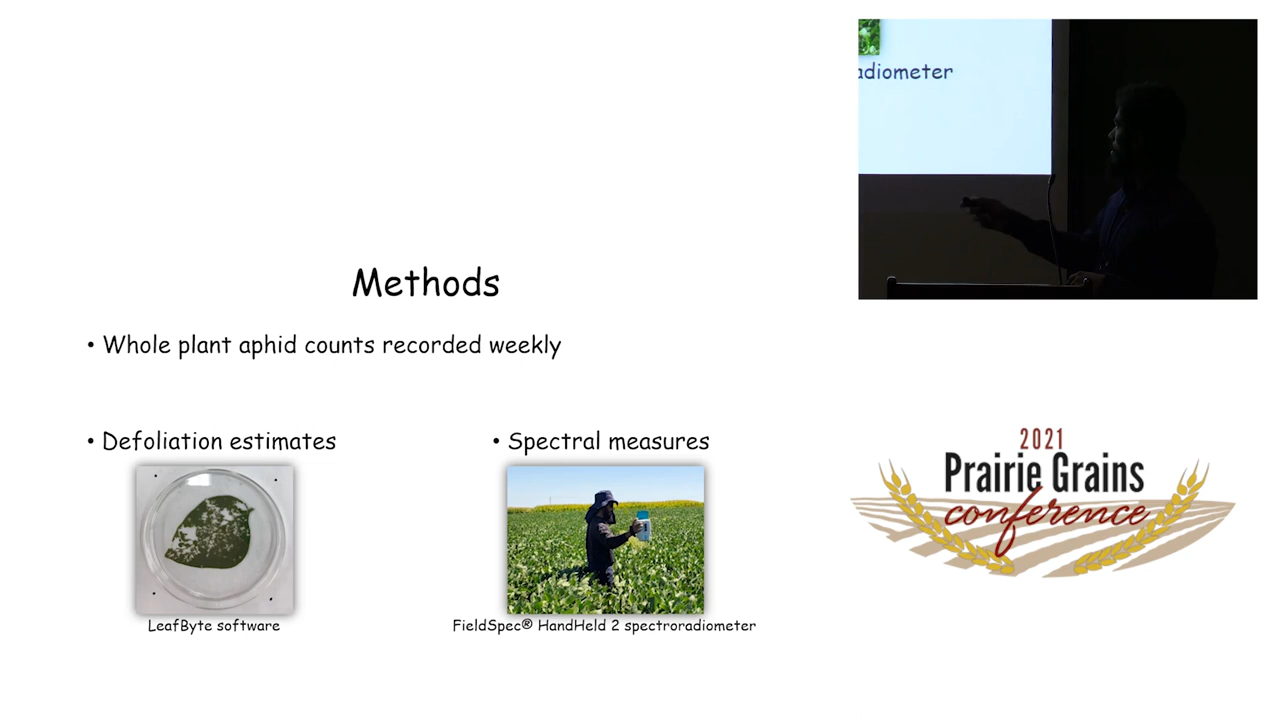 adiometer
Methods
• Whole plant aphid counts recorded weekly
• Defoliation estimates
• Spectral measures
LeafByte software
FieldSpec® HandHeld 2 spectroradiometer
2021
Prairie Grains
conference